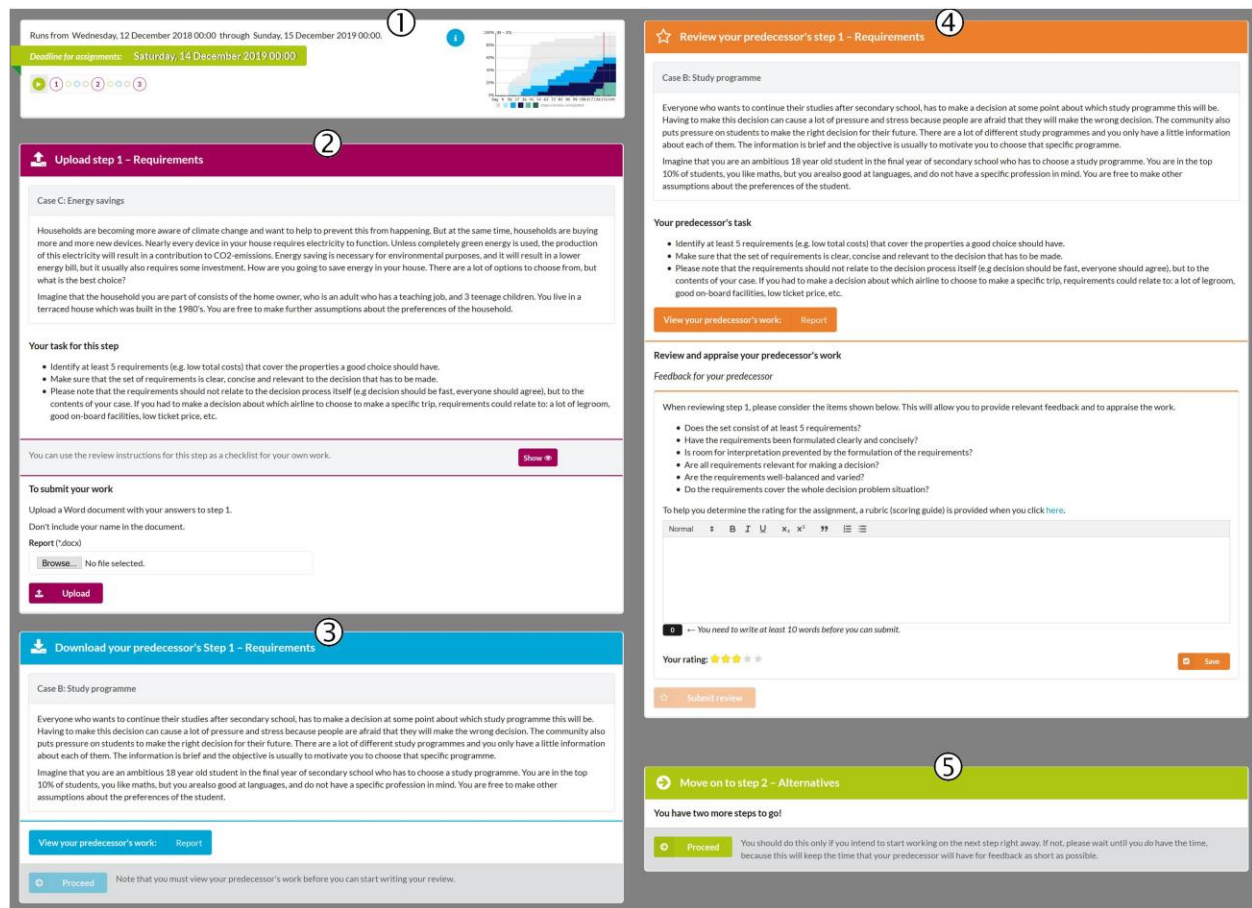 ①
Runs from Wednesday, 12 December 2018 00:00 through Sunday, 15 December 2019 00:00.
Deadline for assignments: Saturday, 14 December 2019 00:00
1 2 3
100%
80%
60%
40%
20%
0%
②
Upload step 1 – Requirements
Case C: Energy savings
Households are becoming more aware of climate change and want to help to prevent this from happening. But at the same time, households are buying
more and more new devices. Nearly every device in your house requires electricity to function. Unless completely green energy is used, the production
of this electricity will result in a contribution to CO2-emissions. Energy saving is necessary for environmental purposes, and it will result in a lower
energy bill, but it usually also requires some investment. How are you going to save energy in your house. There are a lot of options to choose from, but
what is the best choice?
Imagine that the household you are part of consists of the home owner, who is an adult who has a teaching job, and 3 teenage children. You live in a
terraced house which was built in the 1980's. You are free to make further assumptions about the preferences of the household.
Your task for this step
• Identify at least 5 requirements (e.g. low total costs) that cover the properties a good choice should have.
• Make sure that the set of requirements is clear, concise and relevant to the decision that has to be made.
• Please note that the requirements should not relate to the decision process itself (e.g decision should be fast, everyone should agree), but to the
contents of your case. If you had to make a decision about which airline to choose to make a specific trip, requirements could relate to: a lot of legroom,
good on-board facilities, low ticket price, etc.
You can use the review instructions for this step as a checklist for your own work.
Show
To submit your work
Upload a Word document with your answers to step 1.
Don't include your name in the document.
Report (*.docx)
Browse... No file selected.
Upload
③
Download your predecessor's Step 1 – Requirements
Case B: Study programme
Everyone who wants to continue their studies after secondary school, has to make a decision at some point about which study programme this will be.
Having to make this decision can cause a lot of pressure and stress because people are afraid that they will make the wrong decision. The community also
puts pressure on students to make the right decision for their future. There are a lot of different study programmes and you only have a little information
about each of them. The information is brief and the objective is usually to motivate you to choose that specific programme.
Imagine that you are an ambitious 18 year old student in the final year of secondary school who has to choose a study programme. You are in the top
10% of students, you like maths, but you arealso good at languages, and do not have a specific profession in mind. You are free to make other
assumptions about the preferences of the student.
View your predecessor's work: Report
Proceed Note that you must view your predecessor's work before you can start writing your review.
④
Review your predecessor's step 1 – Requirements
Case B: Study programme
Everyone who wants to continue their studies after secondary school, has to make a decision at some point about which study programme this will be.
Having to make this decision can cause a lot of pressure and stress because people are afraid that they will make the wrong decision. The community also
puts pressure on students to make the right decision for their future. There are a lot of different study programmes and you only have a little information
about each of them. The information is brief and the objective is usually to motivate you to choose that specific programme.
Imagine that you are an ambitious 18 year old student in the final year of secondary school who has to choose a study programme. You are in the top
10% of students, you like maths, but you arealso good at languages, and do not have a specific profession in mind. You are free to make other
assumptions about the preferences of the student.
Your predecessor's task
• Identify at least 5 requirements (e.g. low total costs) that cover the properties a good choice should have.
• Make sure that the set of requirements is clear, concise and relevant to the decision that has to be made.
• Please note that the requirements should not relate to the decision process itself (e.g decision should be fast, everyone should agree), but to the
contents of your case. If you had to make a decision about which airline to choose to make a specific trip, requirements could relate to: a lot of legroom,
good on-board facilities, low ticket price, etc.
View your predecessor's work: Report
Review and appraise your predecessor's work
Feedback for your predecessor
When reviewing step 1, please consider the items shown below. This will allow you to provide relevant feedback and to appraise the work.
• Does the set consist of at least 5 requirements?
• Have the requirements been formulated clearly and concisely?
• Is room for interpretation prevented by the formulation of the requirements?
• Are all requirements relevant for making a decision?
• Are the requirements well-balanced and varied?
• Do the requirements cover the whole decision problem situation?
To help you determine the rating for the assignment, a rubric (scoring guide) is provided when you click here.
Normal B I U X₂ X²
0 ← You need to write at least 10 words before you can submit.
Your rating:
Save
Submit review
⑤
Move on to step 2 – Alternatives
You have two more steps to go!
Proceed You should do this only if you intend to start working on the next step right away. If not, please wait until you do have the time,
because this will keep the time that your predecessor will have for feedback as short as possible.